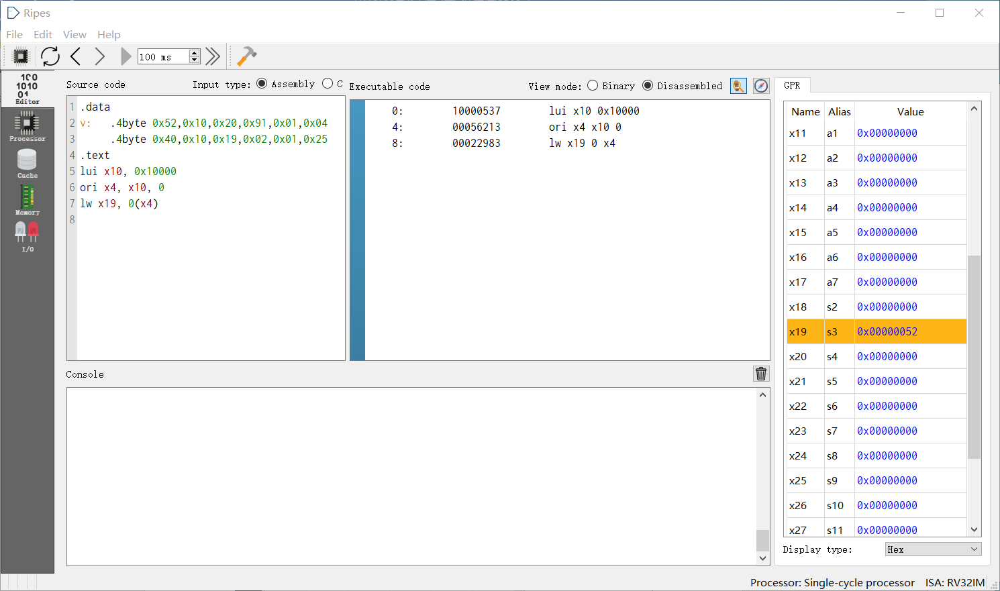 Ripes
File Edit View Help
100 ms
Editor
Processor
Cache
Memory
I/O
Source code Input type: Assembly C
1 .data
2 v: .4byte 0x52,0x10,0x20,0x91,0x01,0x04
3 .4byte 0x40,0x10,0x19,0x02,0x01,0x25
4 .text
5 lui x10, 0x10000
6 ori x4, x10, 0
7 lw x19, 0(x4)
8
Executable code View mode: Binary Disassembled
0: 10000537 lui x10 0x10000
4: 00056213 ori x4 x10 0
8: 00022983 lw x19 0 x4
Console
GPR
Name Alias Value
x11 a1 0x00000000
x12 a2 0x00000000
x13 a3 0x00000000
x14 a4 0x00000000
x15 a5 0x00000000
x16 a6 0x00000000
x17 a7 0x00000000
x18 s2 0x00000000
x19 s3 0x00000052
x20 s4 0x00000000
x21 s5 0x00000000
x22 s6 0x00000000
x23 s7 0x00000000
x24 s8 0x00000000
x25 s9 0x00000000
x26 s10 0x00000000
x27 s11 0x00000000
Display type: Hex
Processor: Single-cycle processor ISA: RV32IM